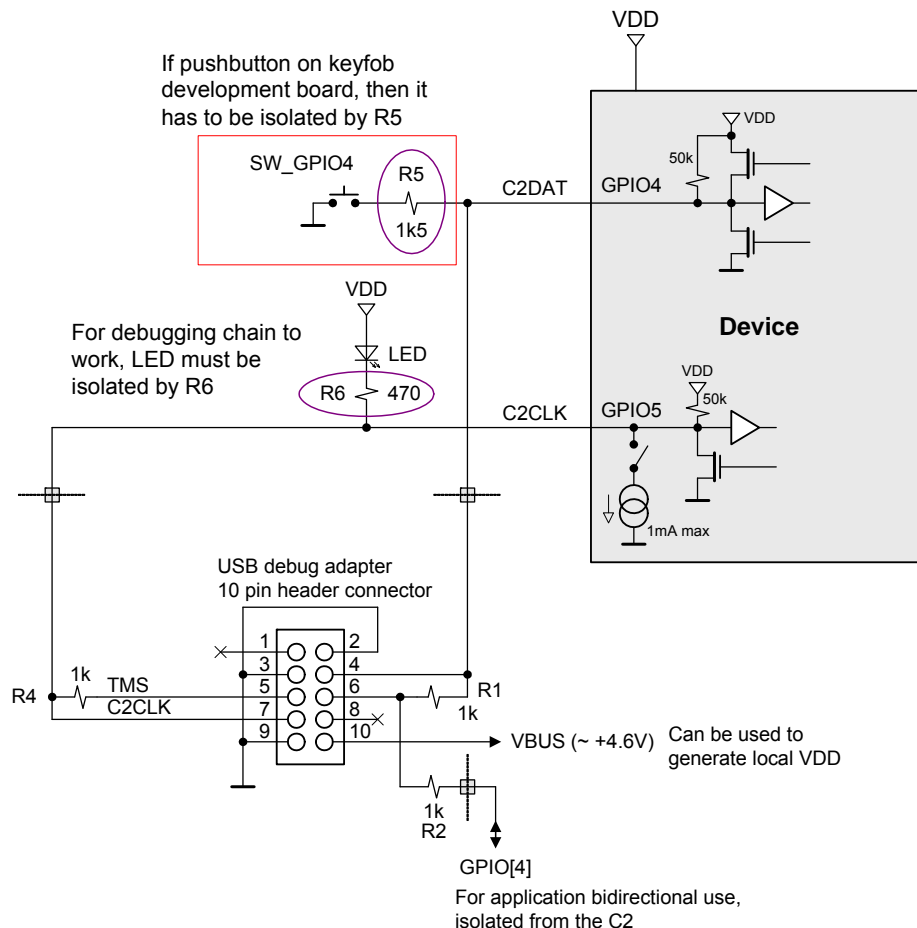 VDD
If pushbutton on keyfob
development board, then it
has to be isolated by R5
SW_GPIO4
R5
1k5
C2DAT
GPIO4
VDD
50k
VDD
For debugging chain to
work, LED must be
isolated by R6
LED
R6 470
Device
C2CLK
GPIO5
VDD
50k
1mA max
USB debug adapter
10 pin header connector
1 2
3 4
5 6
7 8
9 10
R4
1k
TMS
C2CLK
R1
1k
VBUS (~ +4.6V)
Can be used to
generate local VDD
1k
R2
GPIO[4]
For application bidirectional use,
isolated from the C2